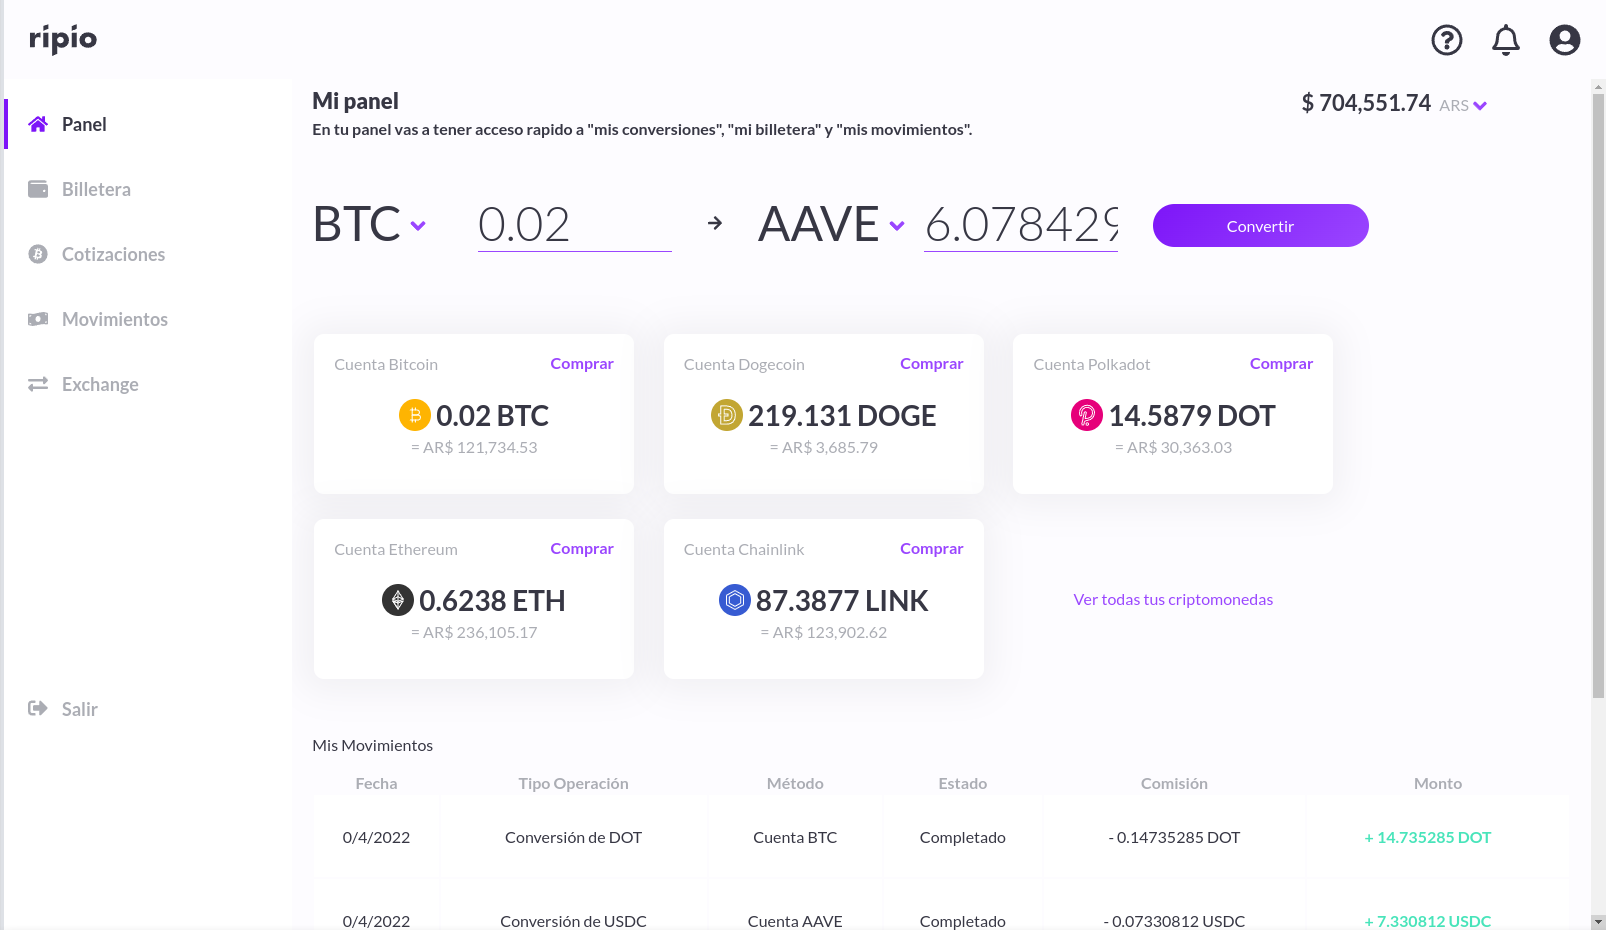 ripio
Mi panel
$ 704,551.74 ARS
En tu panel vas a tener acceso rapido a "mis conversiones", "mi billetera" y "mis movimientos".
Panel
Billetera
Cotizaciones
Movimientos
Exchange
Salir
BTC 0.02 → AAVE 6.078429 Convertir
Cuenta Bitcoin Comprar
0.02 BTC
= AR$ 121,734.53
Cuenta Dogecoin Comprar
219.131 DOGE
= AR$ 3,685.79
Cuenta Polkadot Comprar
14.5879 DOT
= AR$ 30,363.03
Cuenta Ethereum Comprar
0.6238 ETH
= AR$ 236,105.17
Cuenta Chainlink Comprar
87.3877 LINK
= AR$ 123,902.62
Ver todas tus criptomonedas
Mis Movimientos
Fecha Tipo Operación Método Estado Comisión Monto
0/4/2022 Conversión de DOT Cuenta BTC Completado - 0.14735285 DOT + 14.735285 DOT
0/4/2022 Conversión de USDC Cuenta AAVE Completado - 0.07330812 USDC + 7.330812 USDC